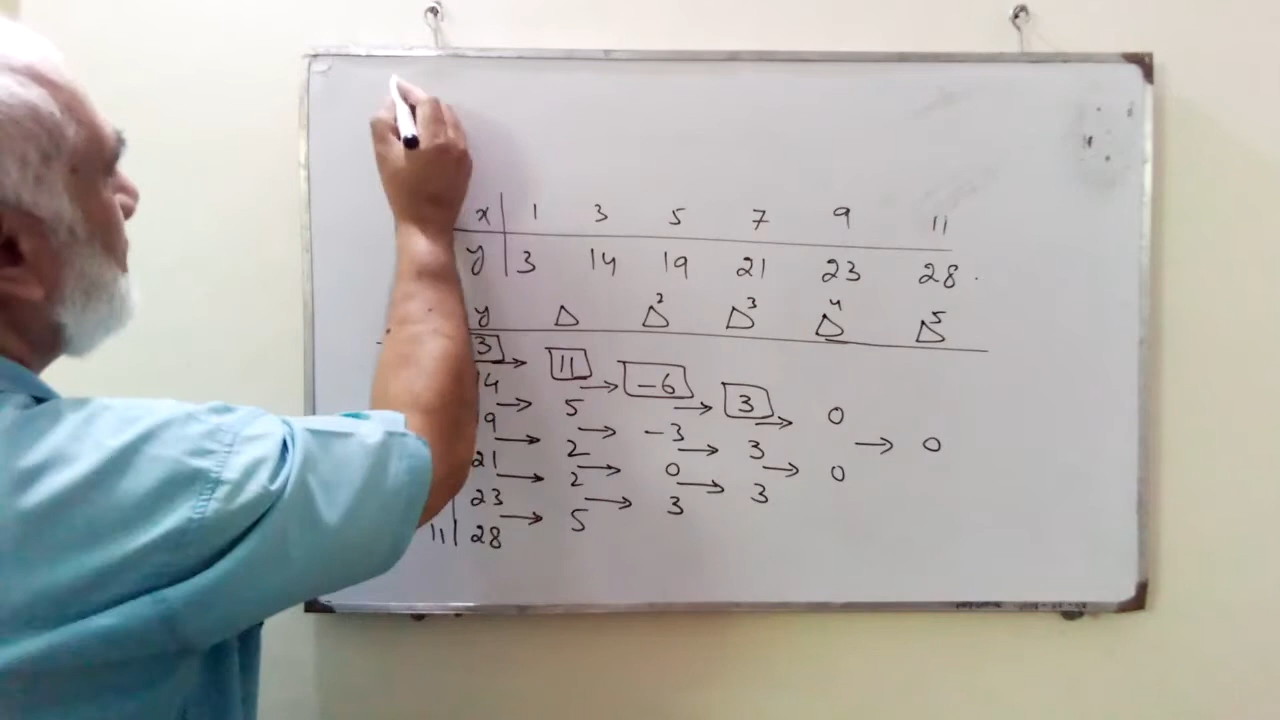 x 1 3 5 7 9 11
y 3 14 19 21 23 28.
y Δ Δ² Δ³ Δ⁴ Δ⁵
3 → 11 → -6 → 3 → 0 → 0
14 → 5 → -3 → 3 → 0
9 → 2 → 0 → 3
21 → 2 → 3
23 → 5
11 28